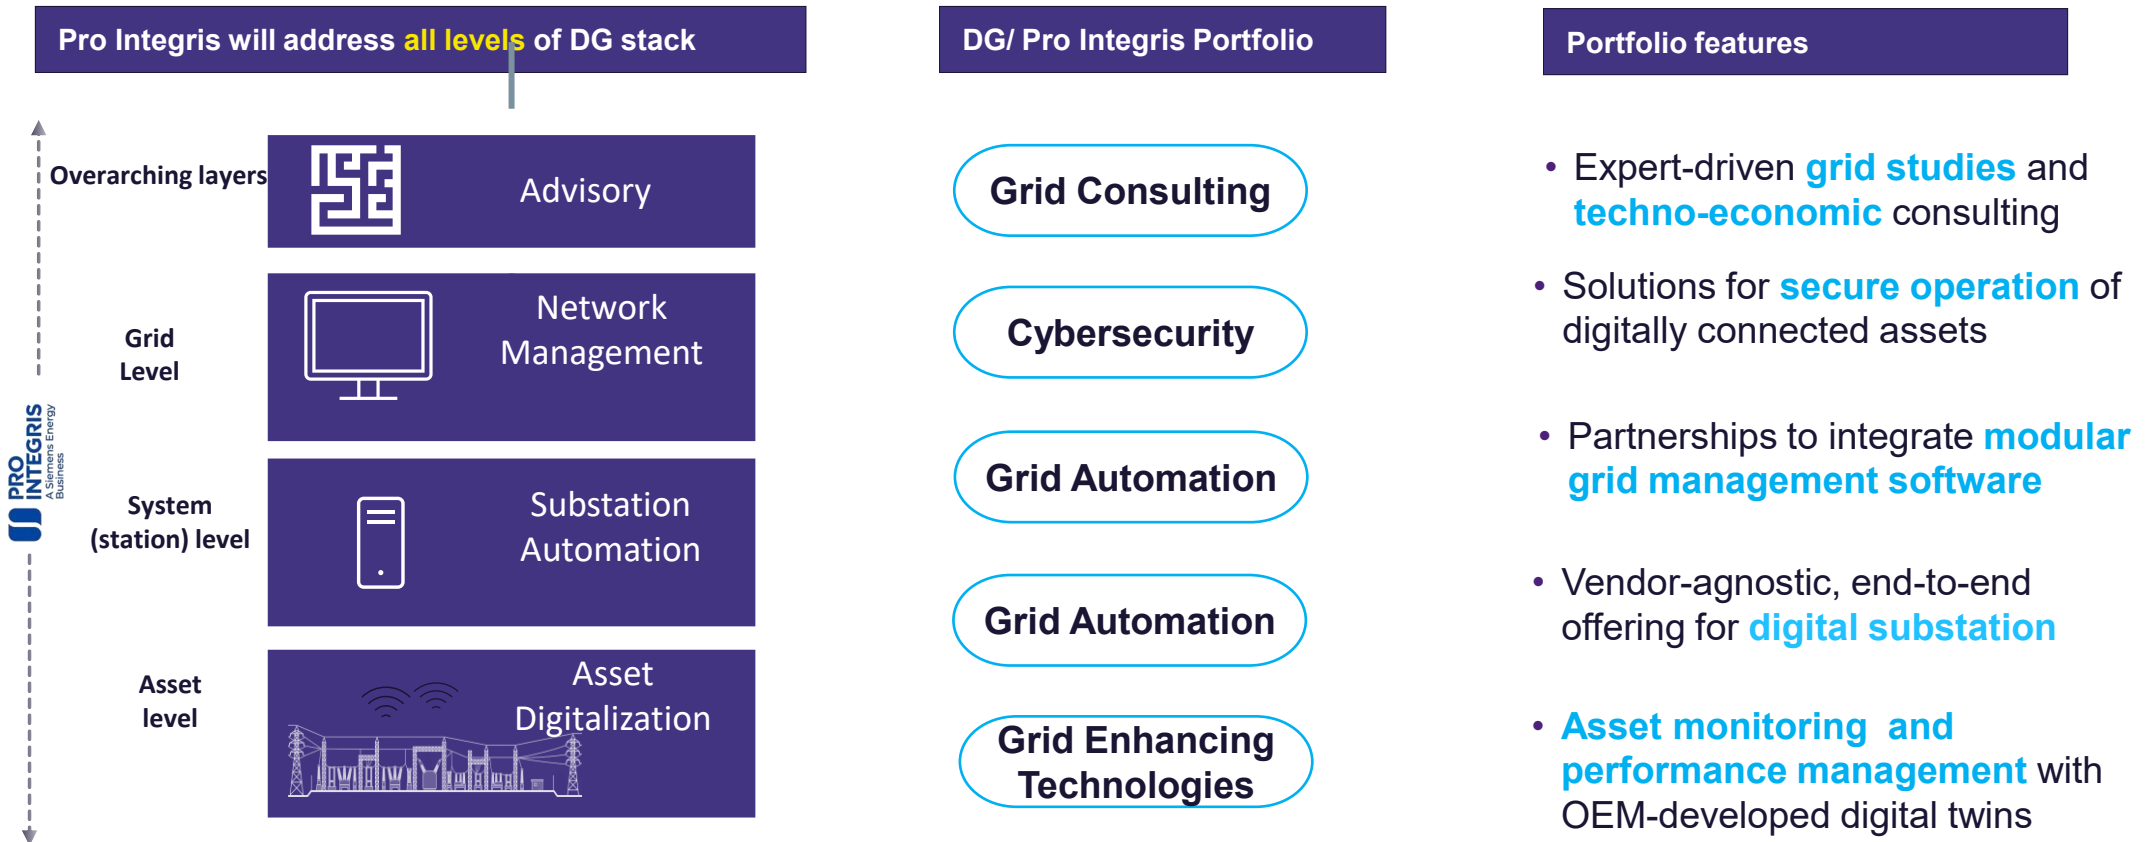 Pro Integris will address all levels of DG stack
DG/ Pro Integris Portfolio
Portfolio features
Overarching layers
Advisory
Grid Consulting
• Expert-driven grid studies and
techno-economic consulting
Grid
Level
Network
Management
Cybersecurity
• Solutions for secure operation of
digitally connected assets
PRO
INTEGRIS
A Siemens Energy
Business
System
(station) level
Substation
Automation
Grid Automation
• Partnerships to integrate modular
grid management software
Asset
level
Asset
Digitalization
Grid Automation
• Vendor-agnostic, end-to-end
offering for digital substation
Grid Enhancing
Technologies
• Asset monitoring and
performance management with
OEM-developed digital twins